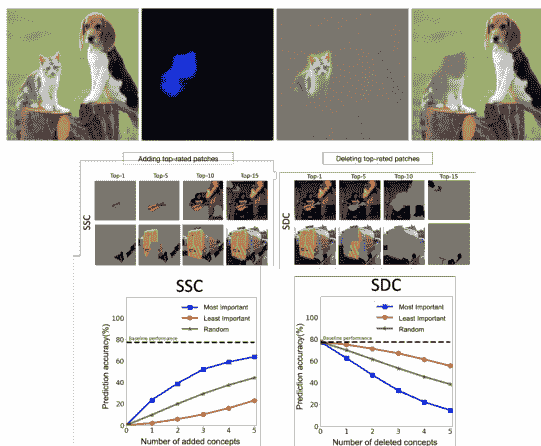 Adding top-rated patches
Deleting top-rated patches
Top-1 Top-5 Top-10 Top-15
Top-1 Top-5 Top-10 Top-15
SSC
SDC
SSC
SDC
Most Important
Least Important
Random
Baseline performance
Prediction accuracy(%)
100
80
60
40
20
0
0 1 2 3 4 5
Number of added concepts
Most Important
Least Important
Random
Baseline performance
Prediction accuracy(%)
100
80
60
40
20
0
0 1 2 3 4 5
Number of deleted concepts